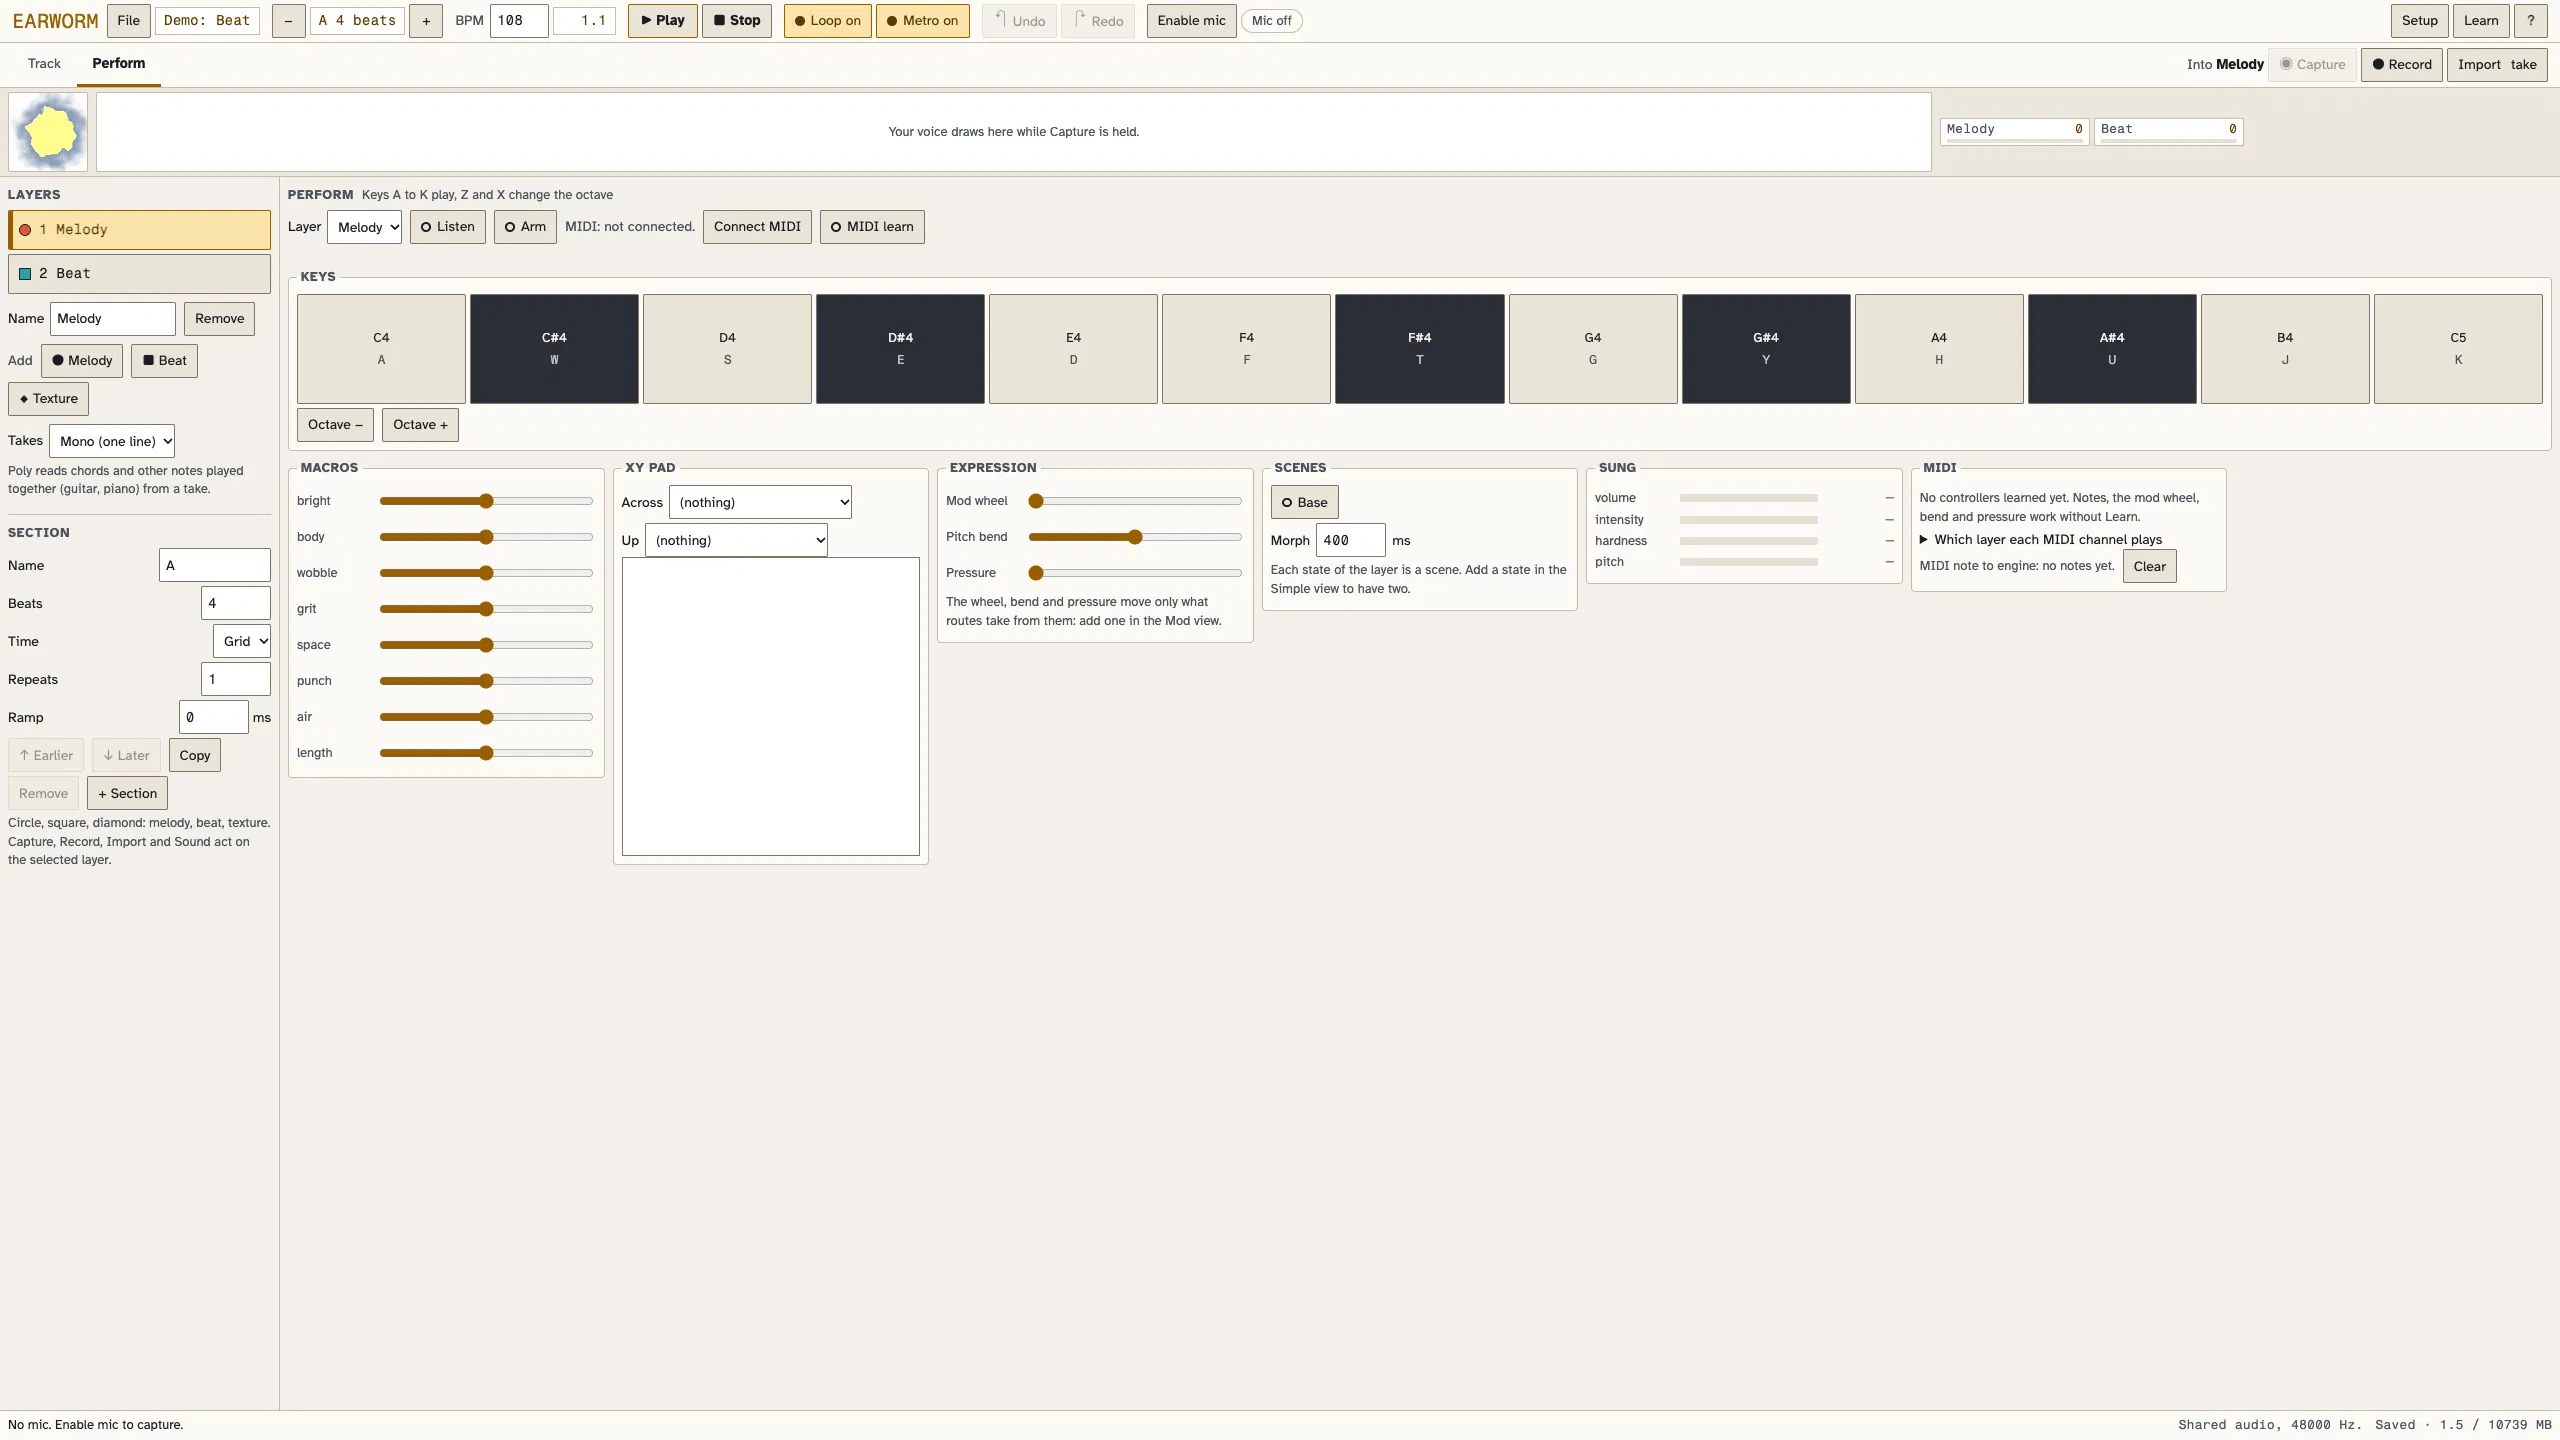 EARWORM File Demo: Beat − A 4 beats + BPM 108 1.1 Play Stop Loop on Metro on Undo Redo Enable mic Mic off Setup Learn ?
Track Perform Into Melody Capture Record Import take
Your voice draws here while Capture is held.
Melody 0 Beat 0
LAYERS
1 Melody
2 Beat
Name Melody Remove
Add Melody Beat
Texture
Takes Mono (one line)
Poly reads chords and other notes played
together (guitar, piano) from a take.
SECTION
Name A
Beats 4
Time Grid
Repeats 1
Ramp 0 ms
↑ Earlier ↓ Later Copy
Remove + Section
Circle, square, diamond: melody, beat, texture.
Capture, Record, Import and Sound act on
the selected layer.
PERFORM Keys A to K play, Z and X change the octave
Layer Melody Listen Arm MIDI: not connected. Connect MIDI MIDI learn
KEYS
C4 C#4 D4 D#4 E4 F4 F#4 G4 G#4 A4 A#4 B4 C5
A W S E D F T G Y H U J K
Octave − Octave +
MACROS
bright
body
wobble
grit
space
punch
air
length
XY PAD
Across (nothing)
Up (nothing)
EXPRESSION
Mod wheel
Pitch bend
Pressure
The wheel, bend and pressure move only what
routes take from them: add one in the Mod view.
SCENES
Base
Morph 400 ms
Each state of the layer is a scene. Add a state in the
Simple view to have two.
SUNG
volume –
intensity –
hardness –
pitch –
MIDI
No controllers learned yet. Notes, the mod wheel,
bend and pressure work without Learn.
Which layer each MIDI channel plays
MIDI note to engine: no notes yet. Clear
No mic. Enable mic to capture. Shared audio, 48000 Hz. Saved · 1.5 / 10739 MB